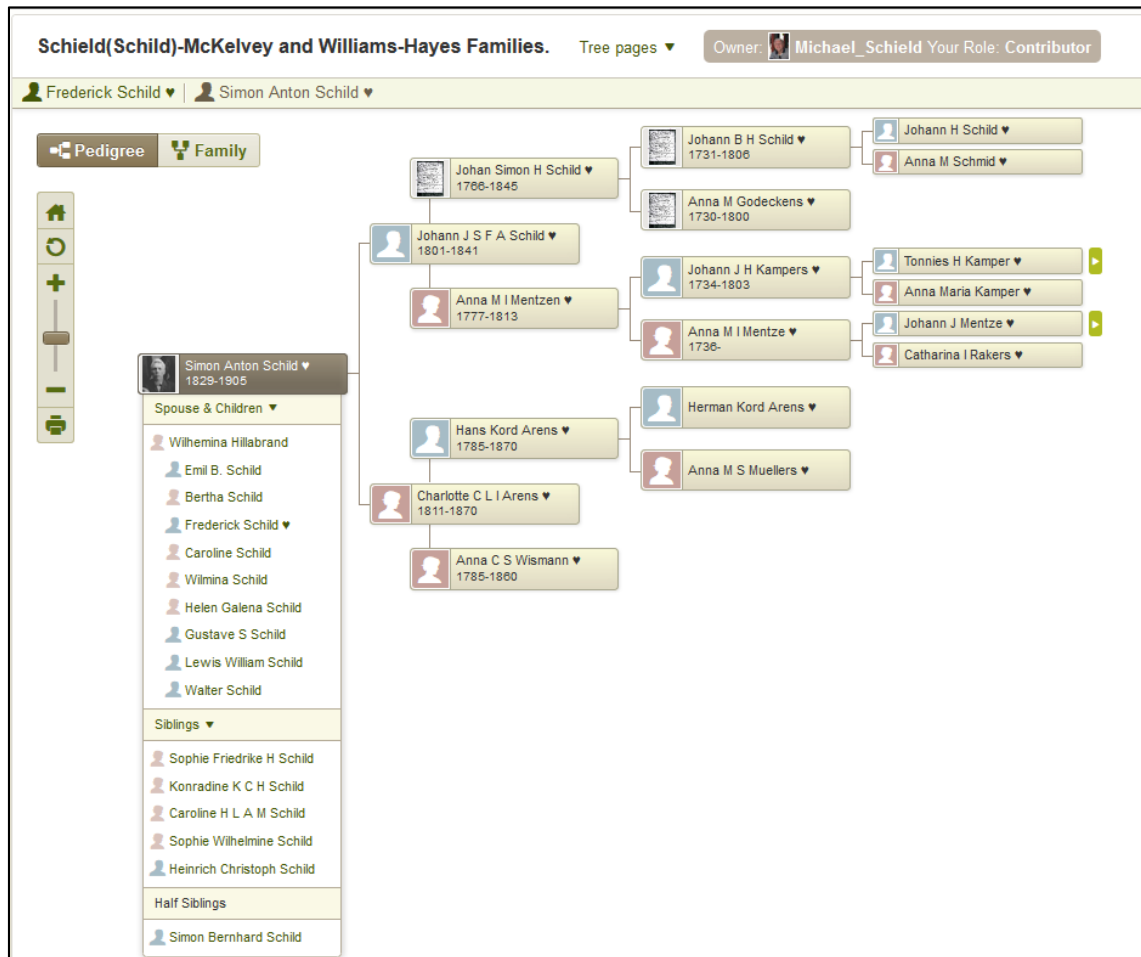 Schield(Schild)-McKelvey and Williams-Hayes Families.
Tree pages ▼
Owner: Michael_Schield Your Role: Contributor
Frederick Schild ♥
Simon Anton Schild ♥
Pedigree
Family
Simon Anton Schild ♥
1829-1905
Spouse & Children ▼
Wilhemina Hillabrand
Emil B. Schild
Bertha Schild
Frederick Schild ♥
Caroline Schild
Wilmina Schild
Helen Galena Schild
Gustave S Schild
Lewis William Schild
Walter Schild
Siblings ▼
Sophie Friedrike H Schild
Konradine K C H Schild
Caroline H L A M Schild
Sophie Wilhelmine Schild
Heinrich Christoph Schild
Half Siblings
Simon Bernhard Schild
Johan Simon H Schild ♥
1766-1845
Johann J S F A Schild ♥
1801-1841
Anna M I Mentzen ♥
1777-1813
Hans Kord Arens ♥
1785-1870
Charlotte C L I Arens ♥
1811-1870
Anna C S Wismann ♥
1785-1860
Johann B H Schild ♥
1731-1806
Anna M Godeckens ♥
1730-1800
Johann J H Kampers ♥
1734-1803
Anna M I Mentze ♥
1736-
Herman Kord Arens ♥
Anna M S Muellers ♥
Johann H Schild ♥
Anna M Schmid ♥
Tonnies H Kamper ♥
Anna Maria Kamper ♥
Johann J Mentze ♥
Catharina I Rakers ♥